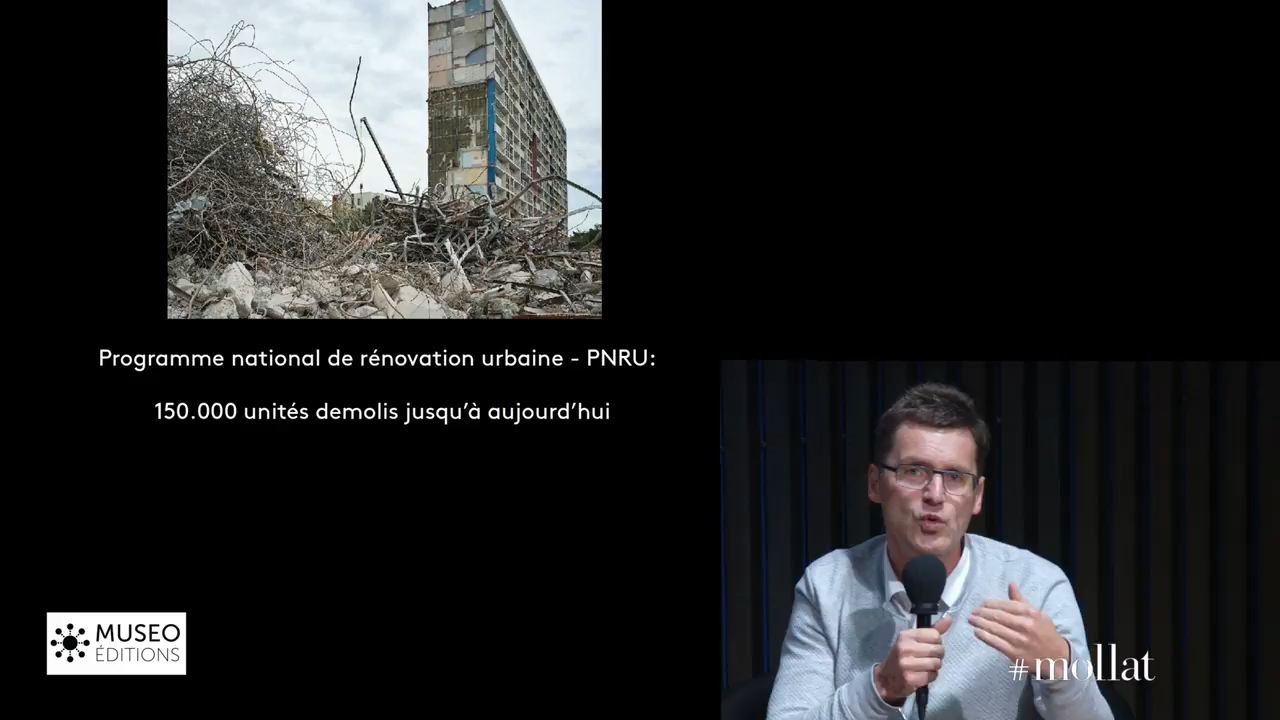 Programme national de rénovation urbaine - PNRU:
150.000 unités demolis jusqu'à aujourd'hui
MUSEO
ÉDITIONS
#mollat